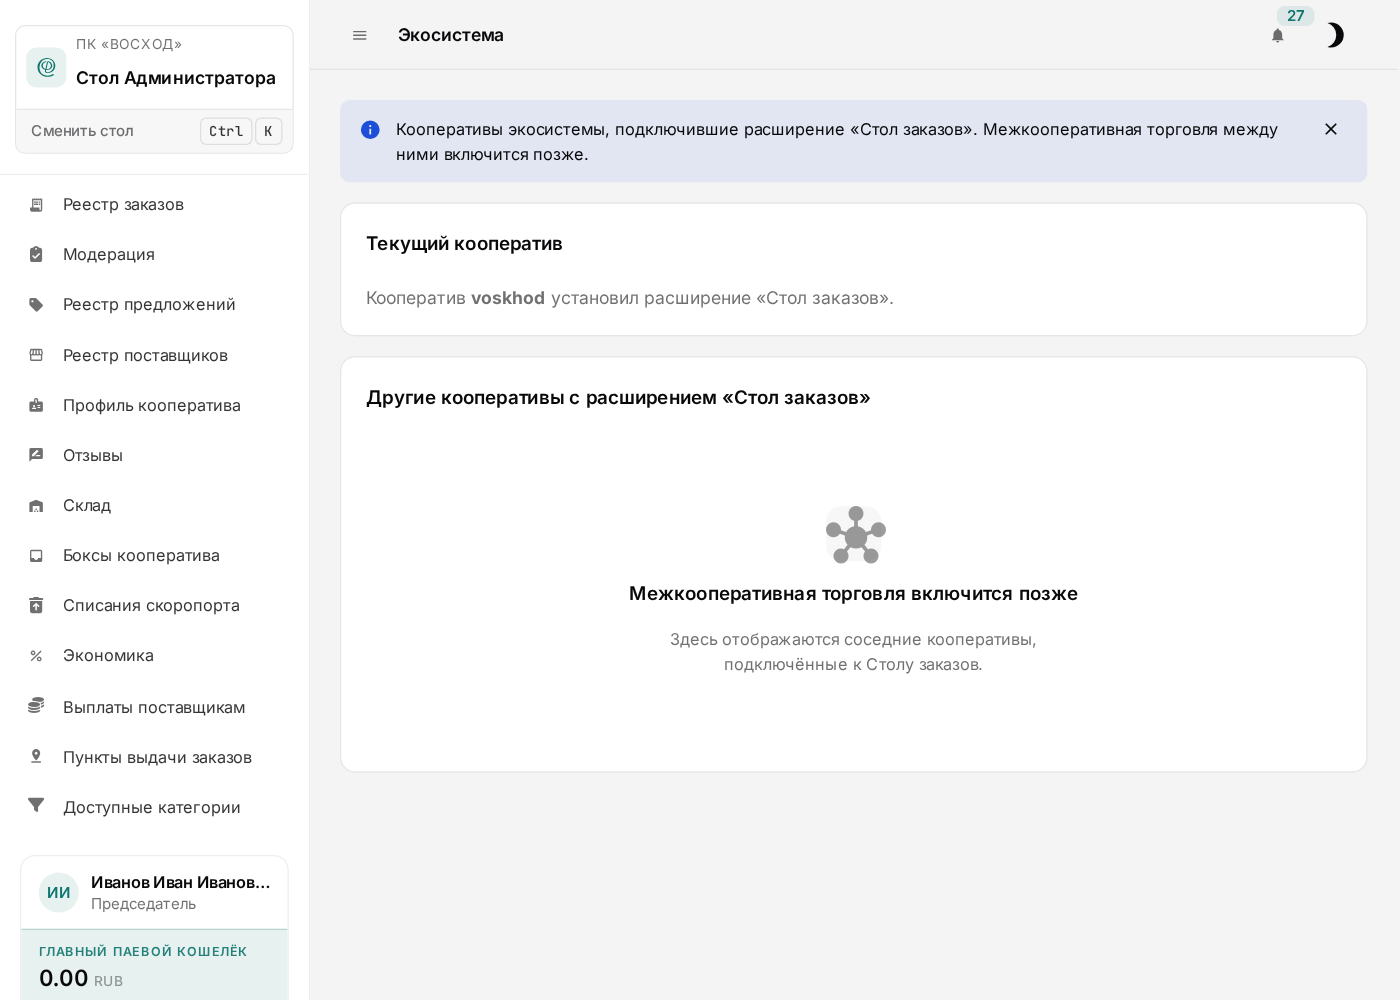 ПК «ВОСХОД»
Стол Администратора
Сменить стол
Ctrl K
Реестр заказов
Модерация
Реестр предложений
Реестр поставщиков
Профиль кооператива
Отзывы
Склад
Боксы кооператива
Списания скоропорта
Экономика
Выплаты поставщикам
Пункты выдачи заказов
Доступные категории
ИИ
Иванов Иван Иванов...
Председатель
ГЛАВНЫЙ ПАЕВОЙ КОШЕЛЁК
0.00 RUB
Экосистема
27
Кооперативы экосистемы, подключившие расширение «Стол заказов». Межкооперативная торговля между
ними включится позже.
Текущий кооператив
Кооператив voskhod установил расширение «Стол заказов».
Другие кооперативы с расширением «Стол заказов»
Межкооперативная торговля включится позже
Здесь отображаются соседние кооперативы,
подключённые к Столу заказов.